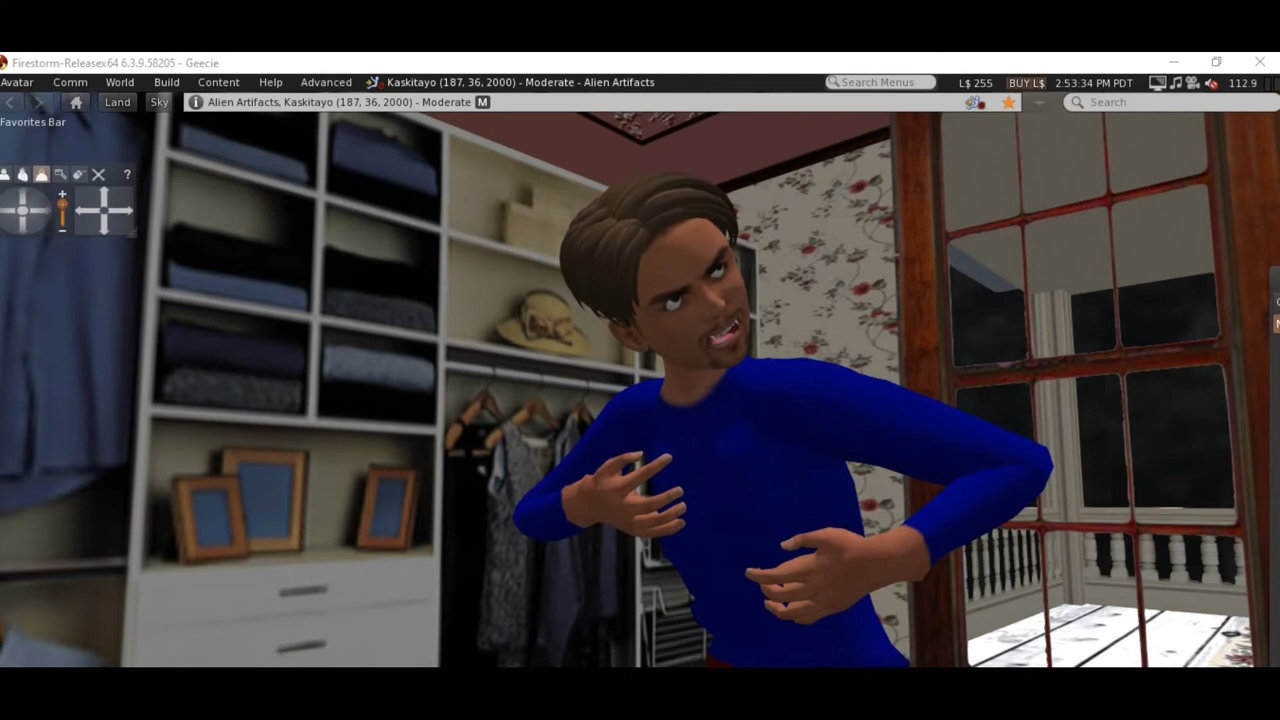 Firestorm-Releasex64 6.3.9.58205 - Geecie
Avatar Comm World Build Content Help Advanced Kaskitayo (187, 36, 2000) - Moderate - Alien Artifacts Search Menus L$ 255 BUY L$ 2:53:34 PM PDT 112.9
Land Sky Alien Artifacts, Kaskitayo (187, 36, 2000) - Moderate M Search
Favorites Bar
?